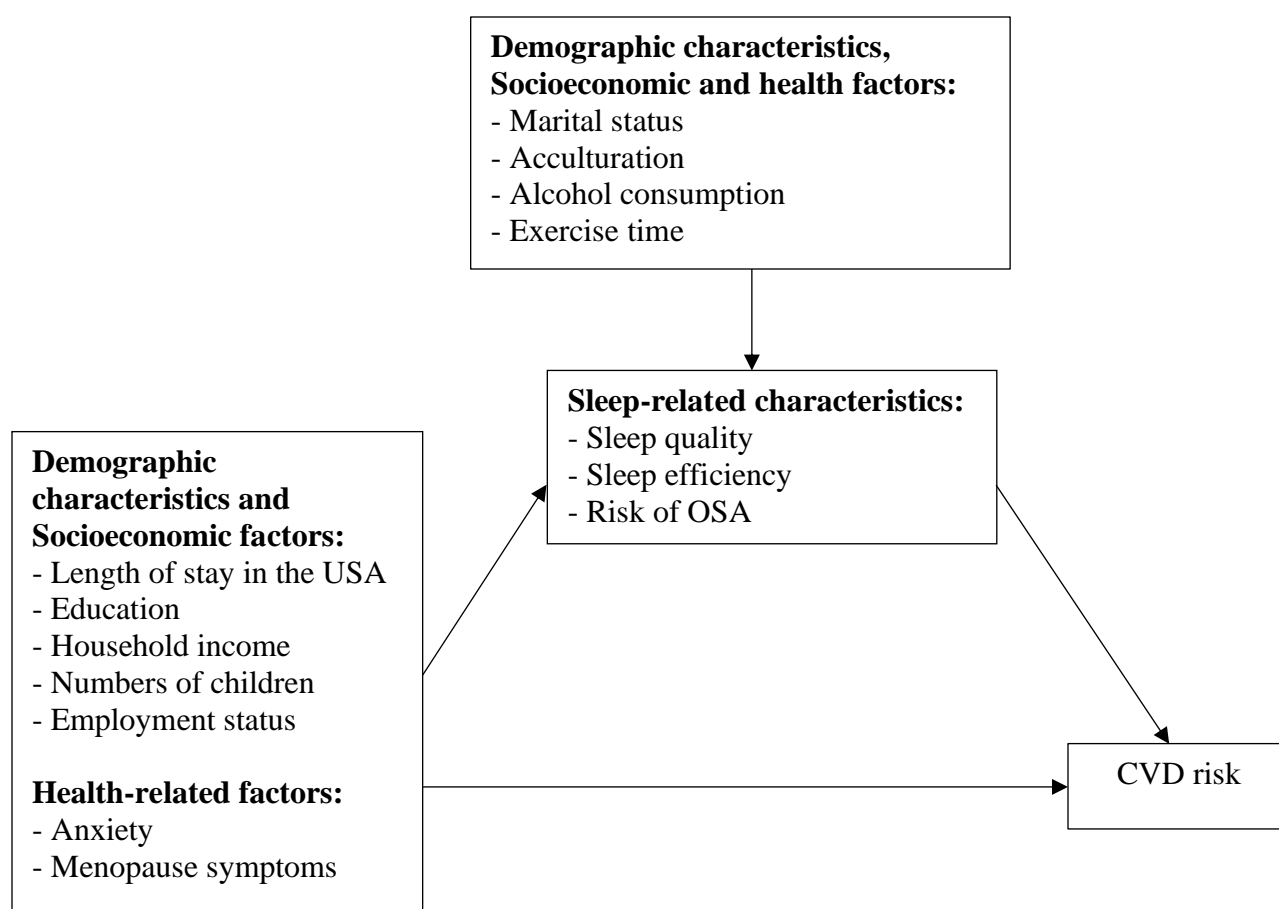 Demographic characteristics,
Socioeconomic and health factors:
- Marital status
- Acculturation
- Alcohol consumption
- Exercise time
Sleep-related characteristics:
- Sleep quality
- Sleep efficiency
- Risk of OSA
Demographic
characteristics and
Socioeconomic factors:
- Length of stay in the USA
- Education
- Household income
- Numbers of children
- Employment status
Health-related factors:
- Anxiety
- Menopause symptoms
CVD risk